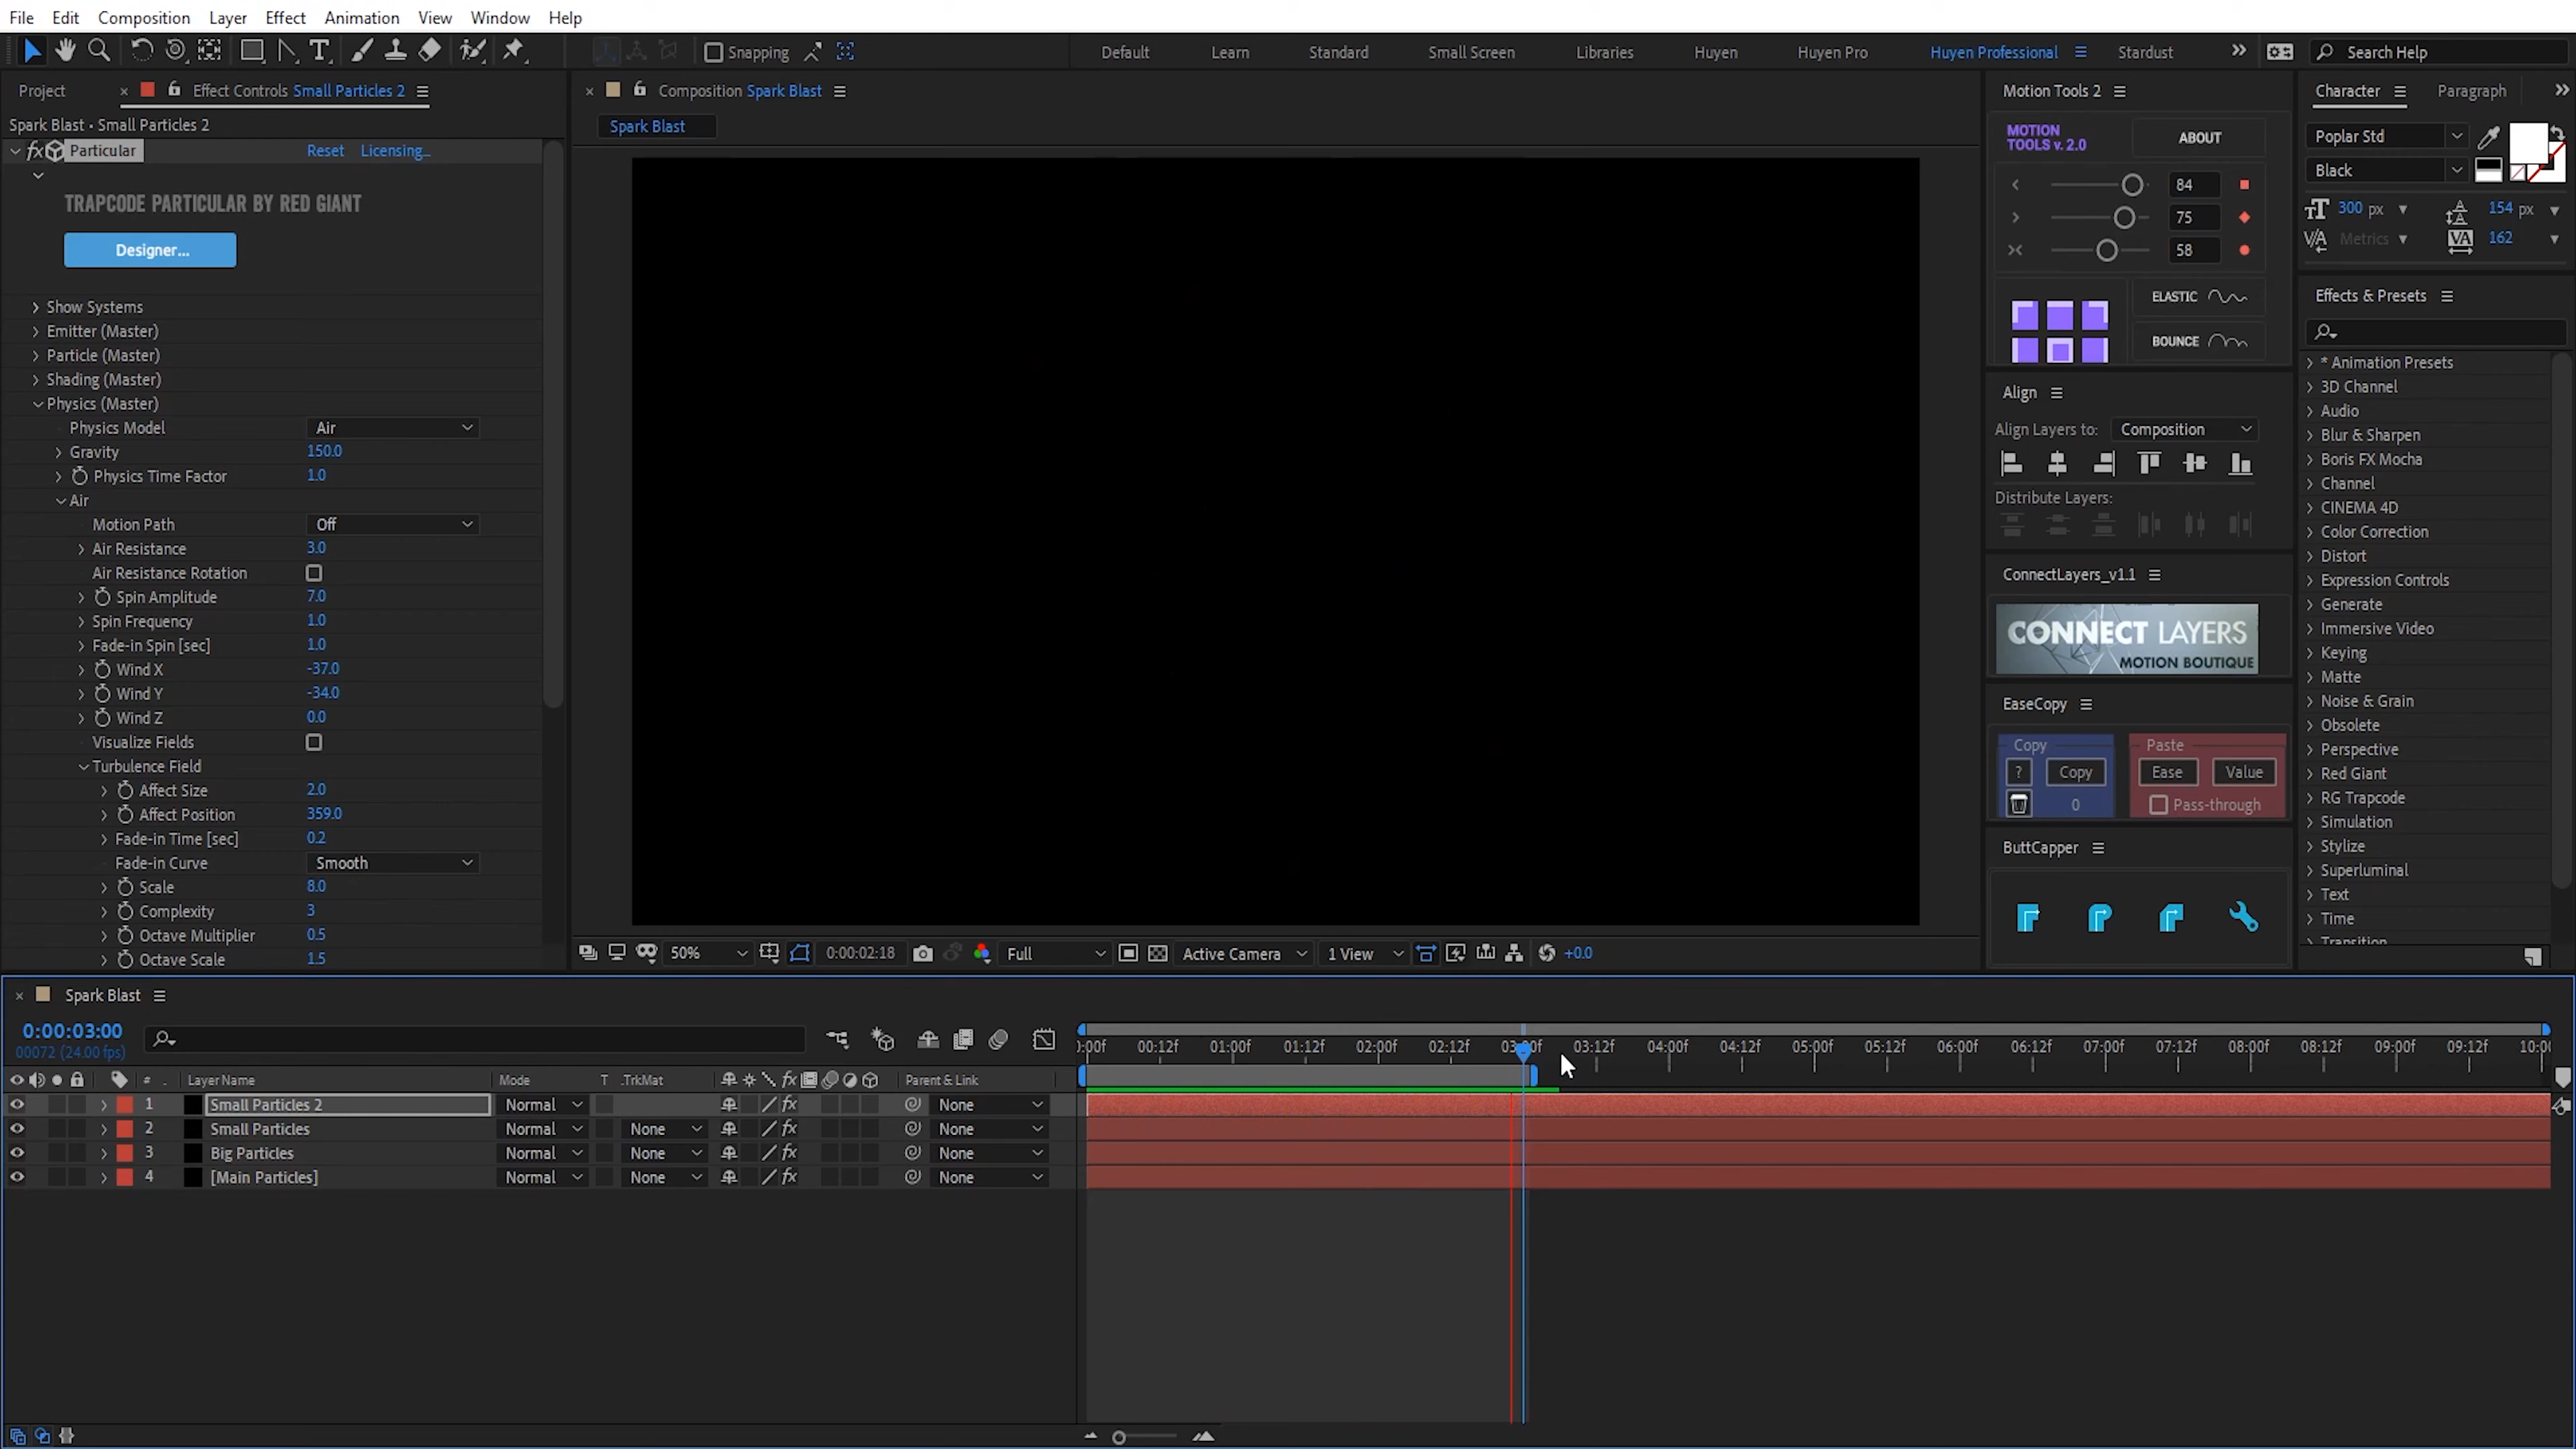 File Edit Composition Layer Effect Animation View Window Help
Snapping Default Learn Standard Small Screen Libraries Huyen Huyen Pro Huyen Professional Stardust Search Help
Project Effect Controls Small Particles 2
Spark Blast • Small Particles 2
fx Particular Reset Licensing...
TRAPCODE PARTICULAR BY RED GIANT
Designer...
Show Systems
Emitter (Master)
Particle (Master)
Shading (Master)
Physics (Master)
Physics Model Air
Gravity 150.0
Physics Time Factor 1.0
Air
Motion Path Off
Air Resistance 3.0
Air Resistance Rotation
Spin Amplitude 7.0
Spin Frequency 1.0
Fade-in Spin [sec] 1.0
Wind X -37.0
Wind Y -34.0
Wind Z 0.0
Visualize Fields
Turbulence Field
Affect Size 2.0
Affect Position 359.0
Fade-in Time [sec] 0.2
Fade-in Curve Smooth
Scale 8.0
Complexity 3
Octave Multiplier 0.5
Octave Scale 1.5
Composition Spark Blast
Spark Blast
50% 0:00:02:18 Full Active Camera 1 View +0.0
Motion Tools 2
MOTION
TOOLS v. 2.0
ABOUT
84
75
58
ELASTIC
BOUNCE
Align
Align Layers to: Composition
Distribute Layers:
ConnectLayers_v1.1
CONNECT LAYERS
MOTION BOUTIQUE
EaseCopy
Copy Paste
? Copy Ease Value
0 Pass-through
ButtCapper
Character Paragraph
Poplar Std
Black
300 px 154 px
Metrics 162
Effects & Presets
* Animation Presets
3D Channel
Audio
Blur & Sharpen
Boris FX Mocha
Channel
CINEMA 4D
Color Correction
Distort
Expression Controls
Generate
Immersive Video
Keying
Matte
Noise & Grain
Obsolete
Perspective
Red Giant
RG Trapcode
Simulation
Stylize
Superluminal
Text
Time
Transition
Spark Blast
0:00:03:00
00072 (24.00 fps)
):00f 00:12f 01:00f 01:12f 02:00f 02:12f 03:00f 03:12f 04:00f 04:12f 05:00f 05:12f 06:00f 06:12f 07:00f 07:12f 08:00f 08:12f 09:00f 09:12f 10:0
# . Layer Name Mode T .TrkMat fx Parent & Link
1 Small Particles 2 Normal fx None
2 Small Particles Normal None fx None
3 Big Particles Normal None fx None
4 [Main Particles] Normal None fx None